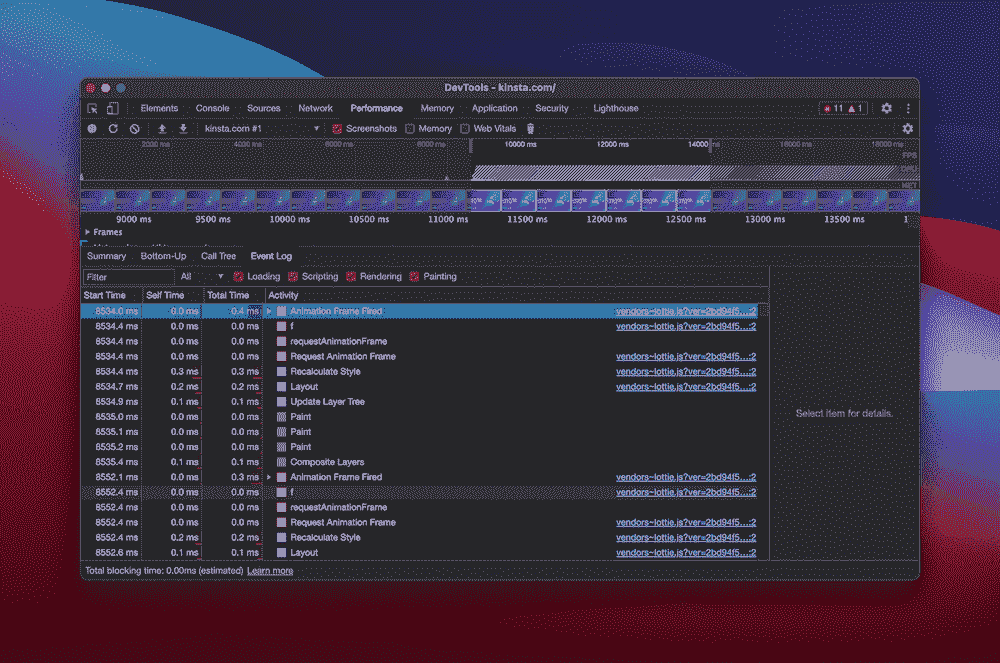 DevTools - kinsta.com/
Elements Console Sources Network Performance Memory Application Security Lighthouse 11 1
kinsta.com #1 Screenshots Memory Web Vitals
2000 ms 4000 ms 6000 ms 8000 ms 10000 ms 12000 ms 14000 16000 ms 18000 ms
FPS
CPU
NET
9000 ms 9500 ms 10000 ms 10500 ms 11000 ms 11500 ms 12000 ms 12500 ms 13000 ms 13500 ms 1
Frames
Summary Bottom-Up Call Tree Event Log
Filter All Loading Scripting Rendering Painting
Start Time Self Time Total Time Activity
8534.0 ms 0.0 ms 0.4 ms Animation Frame Fired vendors~lottie.js?ver=2bd94f5…:2
8534.4 ms 0.0 ms 0.0 ms f vendors~lottie.js?ver=2bd94f5…:2
8534.4 ms 0.0 ms 0.0 ms requestAnimationFrame
8534.4 ms 0.0 ms 0.0 ms Request Animation Frame vendors~lottie.js?ver=2bd94f5…:2
8534.4 ms 0.3 ms 0.3 ms Recalculate Style vendors~lottie.js?ver=2bd94f5…:2
8534.7 ms 0.2 ms 0.2 ms Layout vendors~lottie.js?ver=2bd94f5…:2
8534.9 ms 0.1 ms 0.1 ms Update Layer Tree
8535.0 ms 0.0 ms 0.0 ms Paint
8535.1 ms 0.0 ms 0.0 ms Paint
8535.2 ms 0.0 ms 0.0 ms Paint
8535.4 ms 0.1 ms 0.1 ms Composite Layers
8552.1 ms 0.0 ms 0.3 ms Animation Frame Fired vendors~lottie.js?ver=2bd94f5…:2
8552.4 ms 0.0 ms 0.0 ms f vendors~lottie.js?ver=2bd94f5…:2
8552.4 ms 0.0 ms 0.0 ms requestAnimationFrame
8552.4 ms 0.0 ms 0.0 ms Request Animation Frame vendors~lottie.js?ver=2bd94f5…:2
8552.4 ms 0.2 ms 0.2 ms Recalculate Style vendors~lottie.js?ver=2bd94f5…:2
8552.6 ms 0.1 ms 0.1 ms Layout vendors~lottie.js?ver=2bd94f5…:2
Select item for details.
Total blocking time: 0.00ms (estimated) Learn more